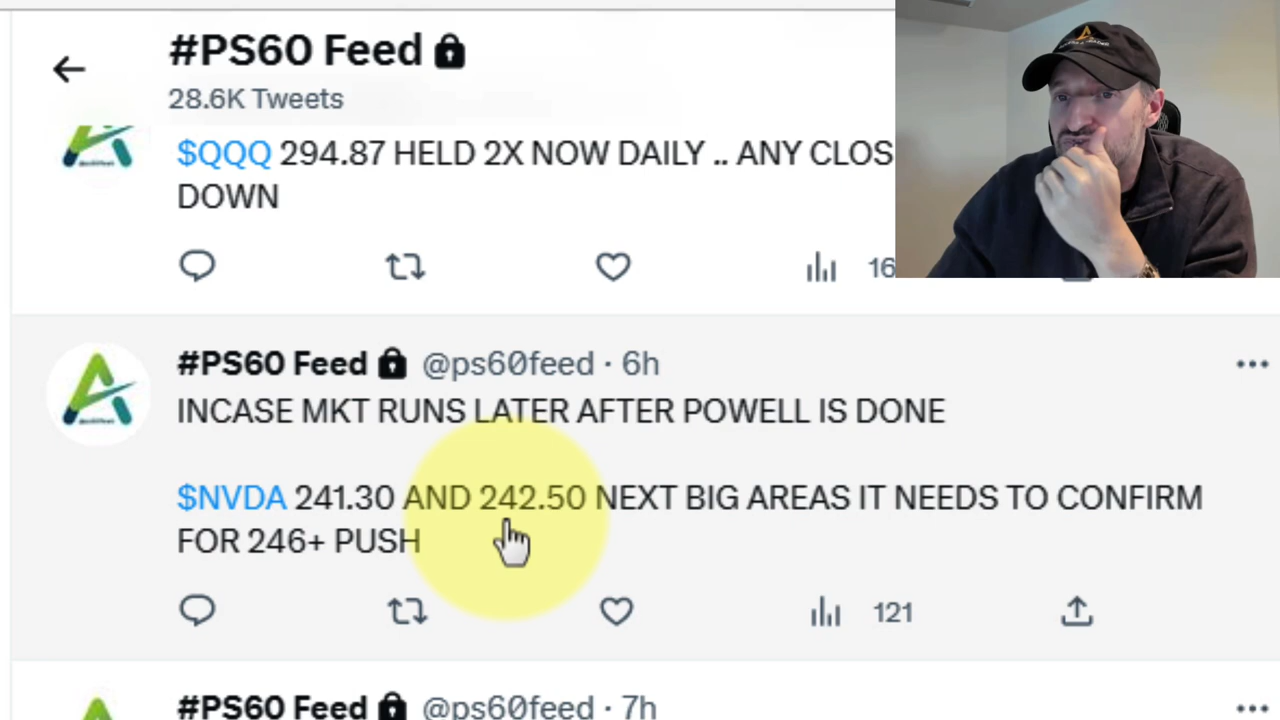 #PS60 Feed
28.6K Tweets
$QQQ 294.87 HELD 2X NOW DAILY .. ANY CLOS
DOWN
16
#PS60 Feed @ps60feed · 6h
INCASE MKT RUNS LATER AFTER POWELL IS DONE
$NVDA 241.30 AND 242.50 NEXT BIG AREAS IT NEEDS TO CONFIRM
FOR 246+ PUSH
121
#PS60 Feed @ps60feed · 7h